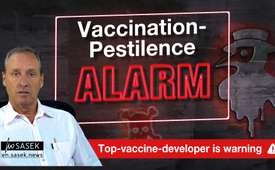 Vaccination-
Pestilence
ALARM
SASEK
en.sasek.news
Top-vaccine-developer is warning